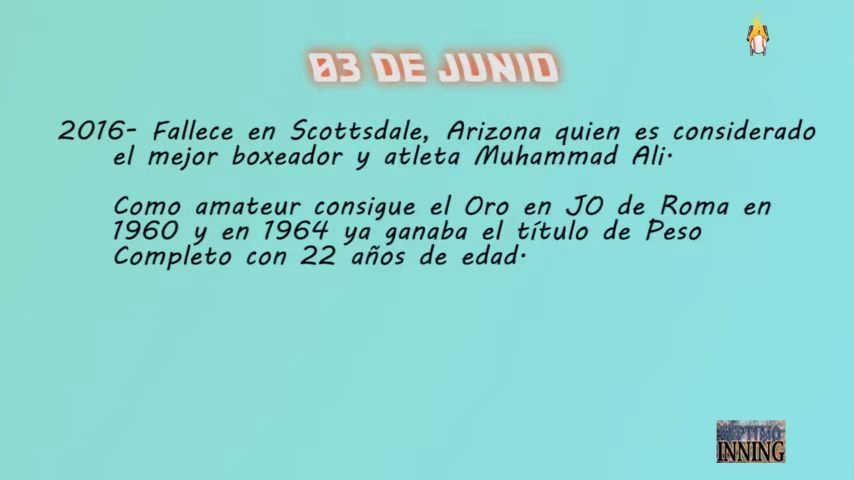 03 DE JUNIO
2016- Fallece en Scottsdale, Arizona quien es considerado
el mejor boxeador y atleta Muhammad Ali.
Como amateur consigue el Oro en JO de Roma en
1960 y en 1964 ya ganaba el título de Peso
Completo con 22 años de edad.
SÉPTIMO
INNING